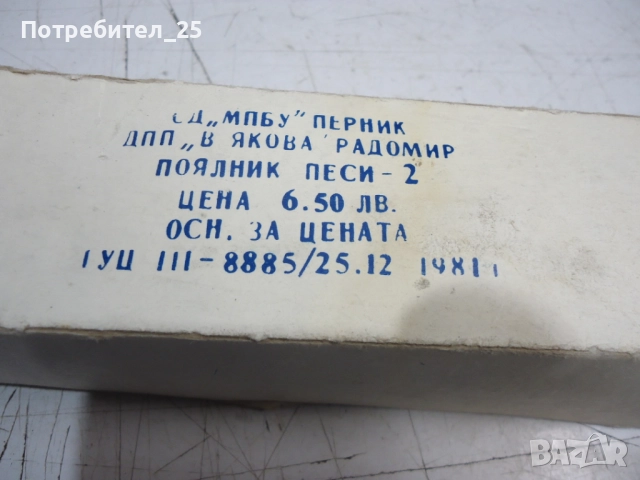 Потребител_25
СД „МПБУ" ПЕРНИК
ДПП „В ЯКОВА' РАДОМИР
ПОЯЛНИК ПЕСИ - 2
ЦЕНА 6.50 ЛВ.
ОСН. ЗА ЦЕНАТА
ГУЦ III-8885/25.12 1981
BAZAR